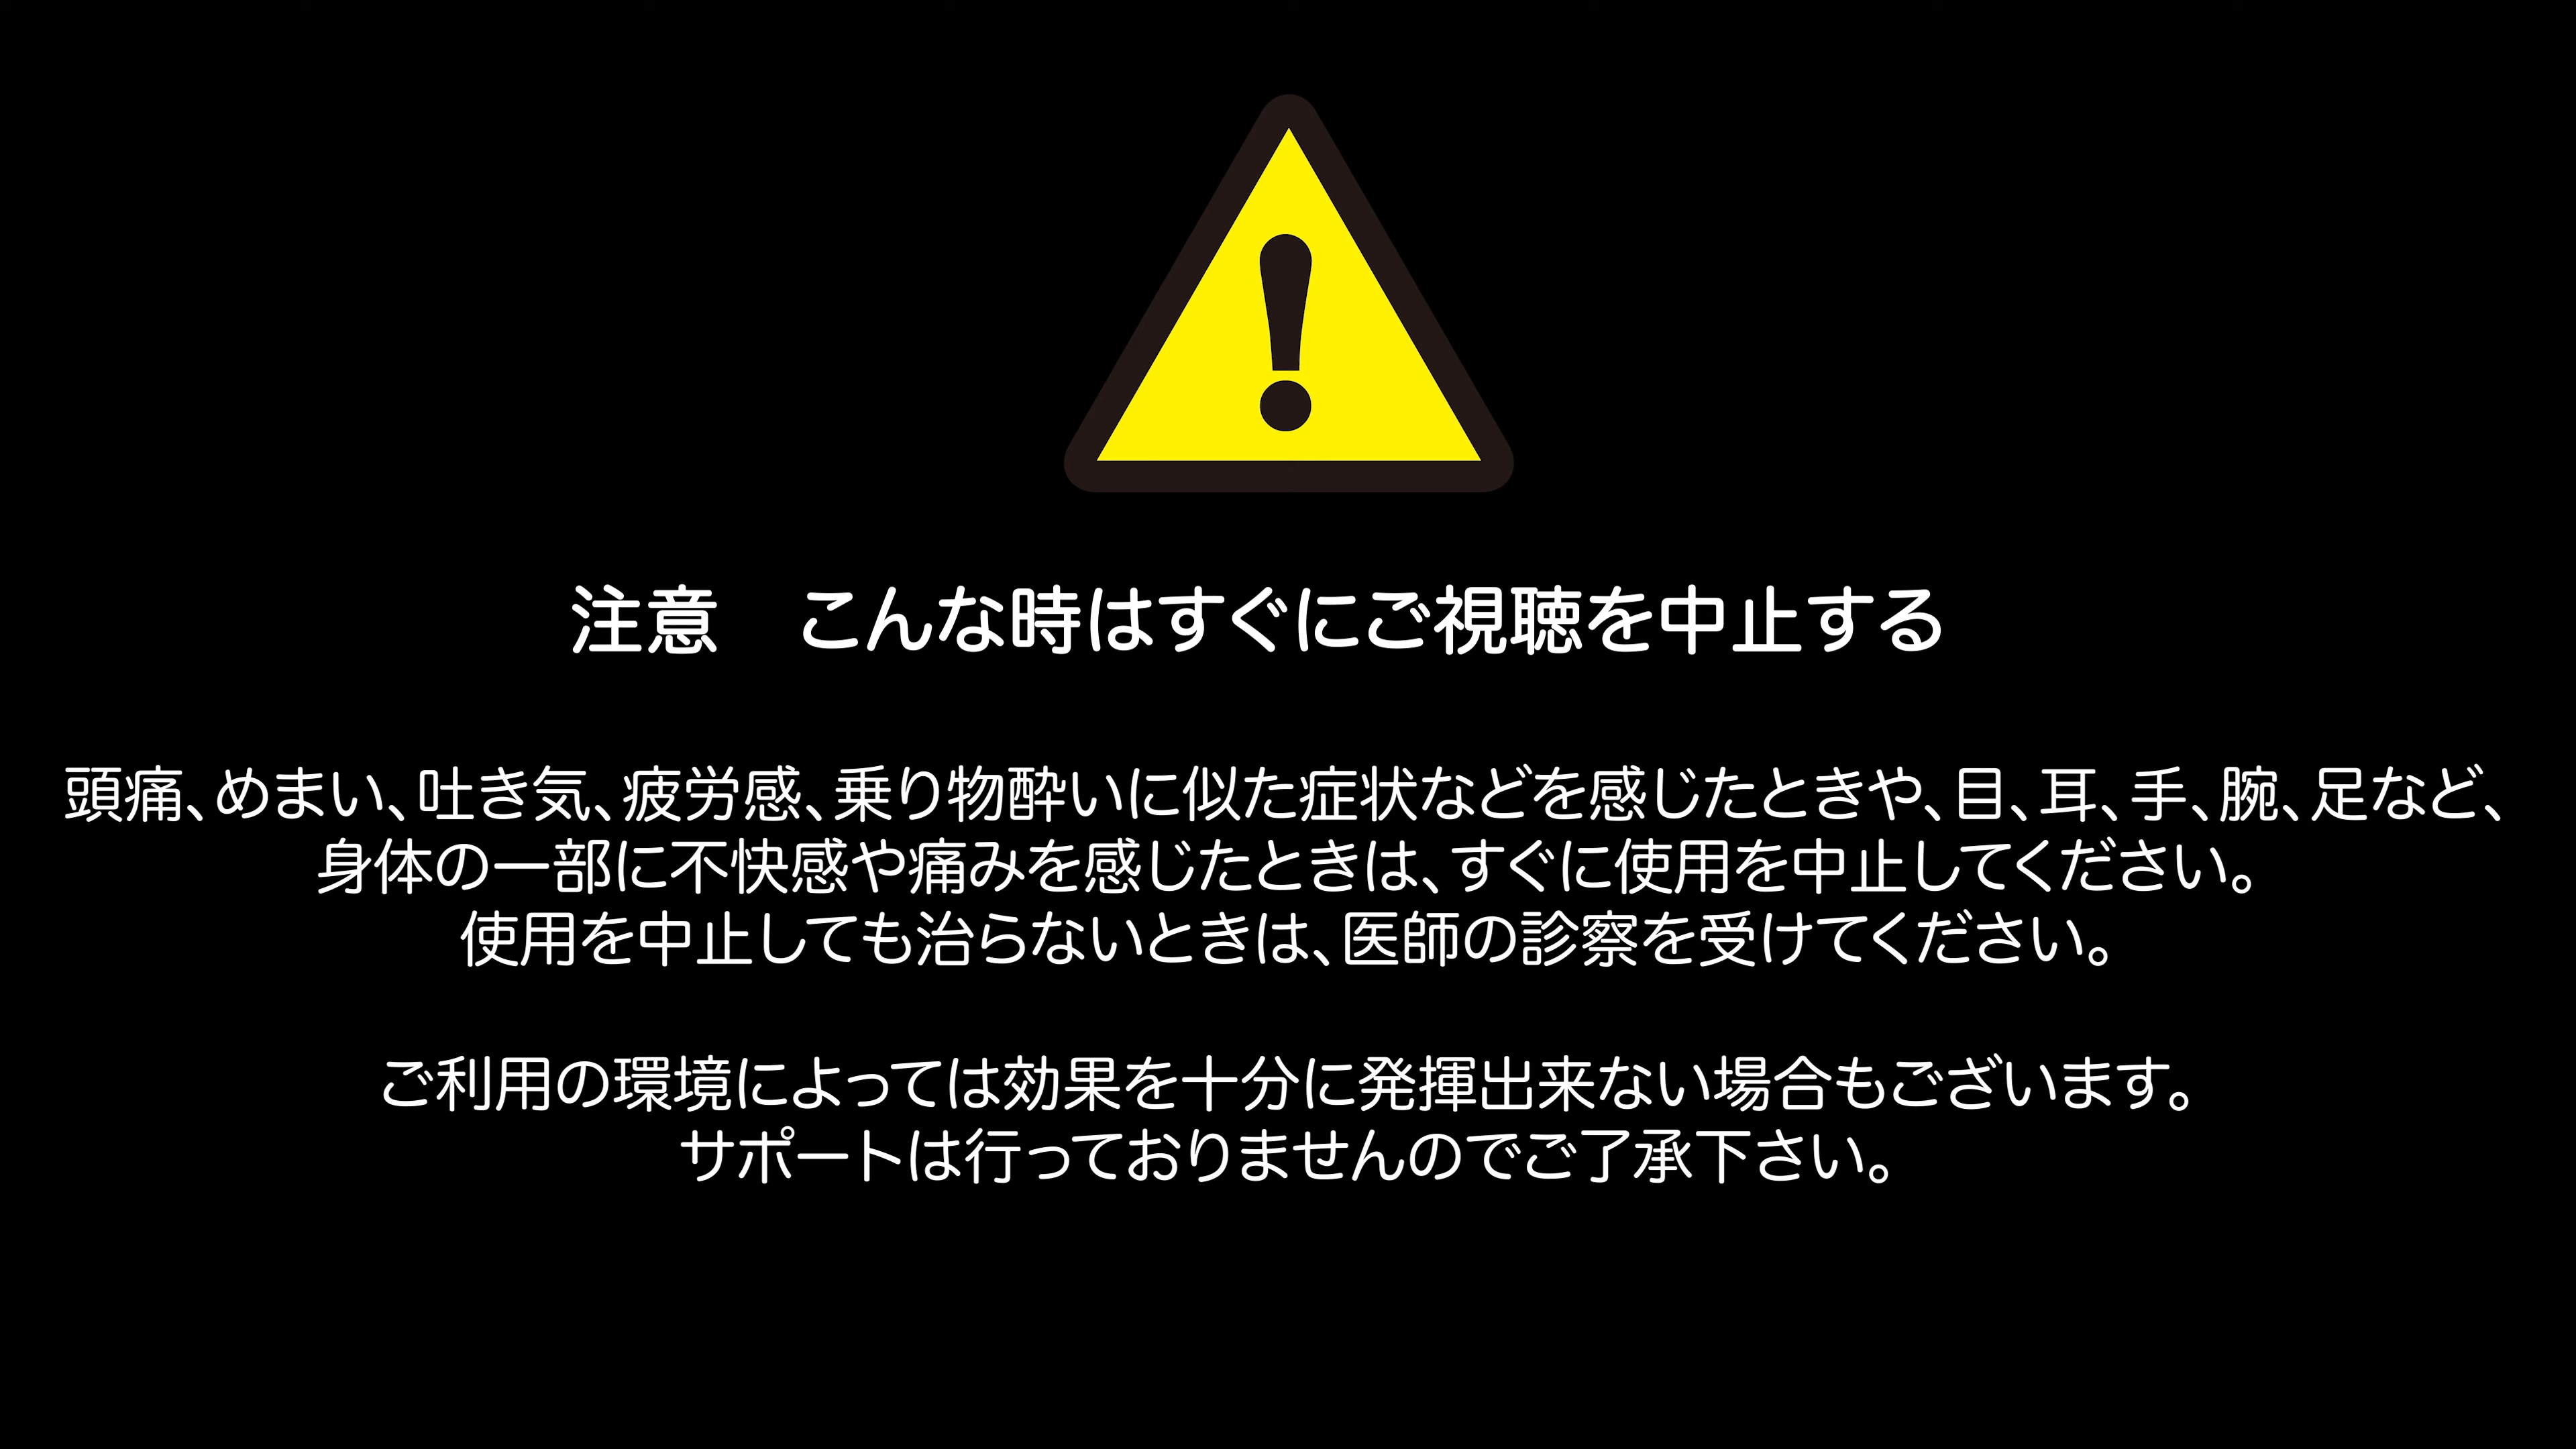 注意　こんな時はすぐにご視聴を中止する
頭痛、めまい、吐き気、疲労感、乗り物酔いに似た症状などを感じたときや、目、耳、手、腕、足など、
身体の一部に不快感や痛みを感じたときは、すぐに使用を中止してください。
使用を中止しても治らないときは、医師の診察を受けてください。
ご利用の環境によっては効果を十分に発揮出来ない場合もございます。
サポートは行っておりませんのでご了承下さい。